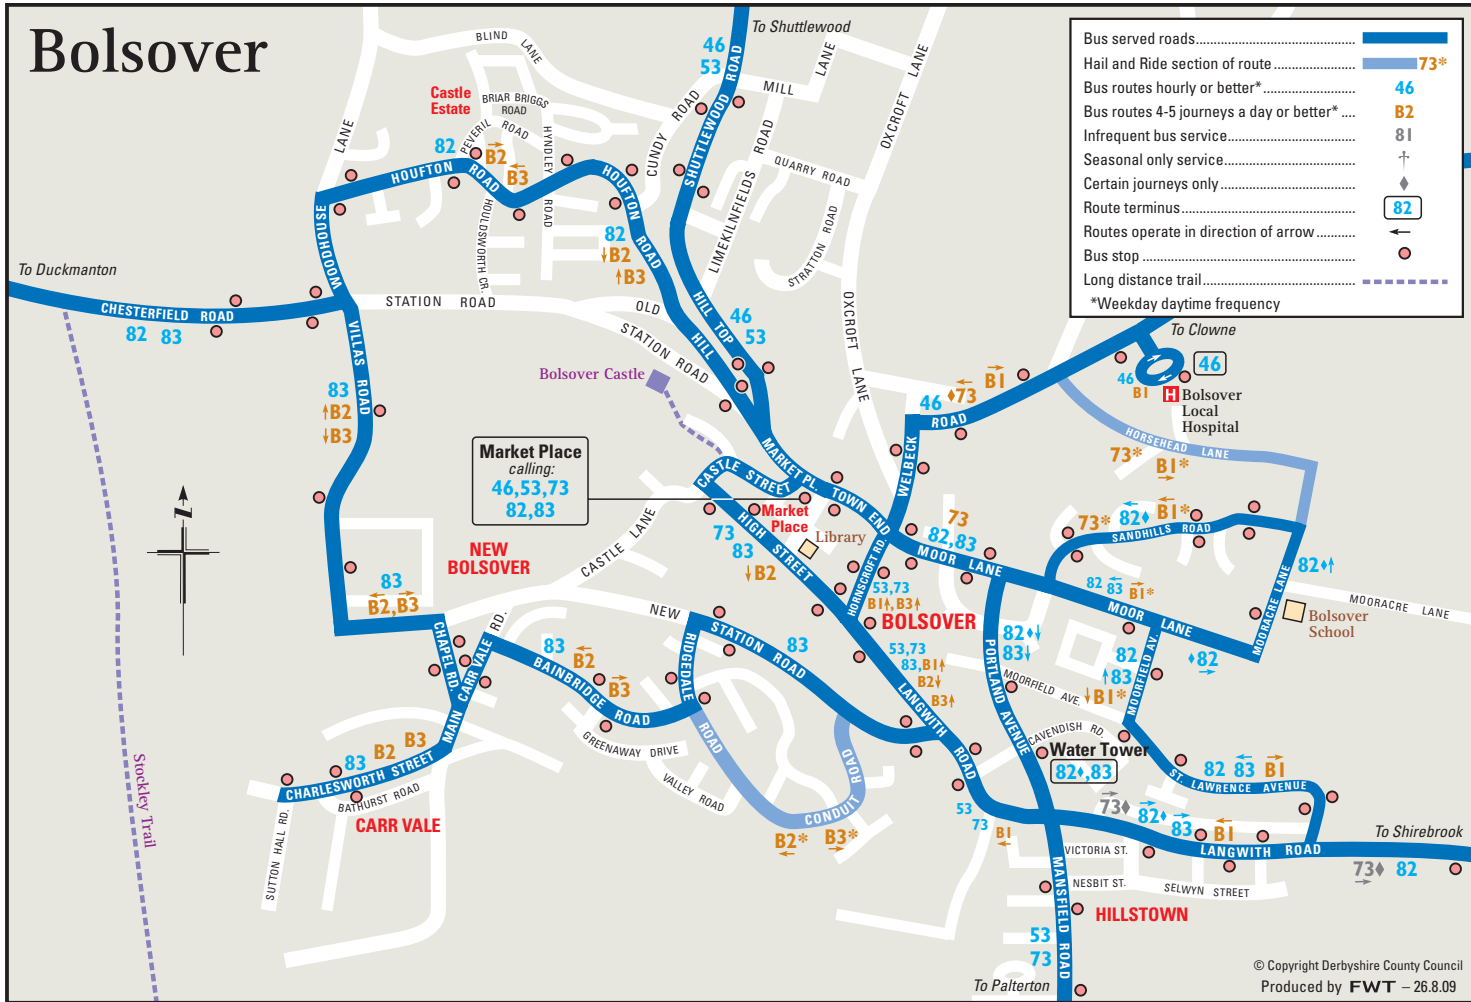 Bolsover
To Shuttlewood
Bus served roads
Hail and Ride section of route 73*
Bus routes hourly or better* 46
Bus routes 4-5 journeys a day or better* B2
Infrequent bus service 81
Seasonal only service †
Certain journeys only ♦
Route terminus 82
Routes operate in direction of arrow ←
Bus stop
Long distance trail
*Weekday daytime frequency
BLIND LANE
Castle
Estate
BRIAR BRIGGS
ROAD
PEVERIL ROAD
HYNDLEY ROAD
LANE
WOODHOUSE
HOUFTON ROAD
82
→
B2
←
B3
HOULDSWORTH CR.
HOUFTON ROAD
82
↓B2
↑B3
CUNDY ROAD
46
53
SHUTTLEWOOD ROAD
MILL LANE
LIMEKILNFIELDS ROAD
QUARRY ROAD
STRATTON ROAD
OXCROFT LANE
OXCROFT LANE
To Duckmanton
CHESTERFIELD ROAD
82 83
STATION ROAD
OLD
HILL
STATION ROAD
HILL TOP
46
53
VILLAS ROAD
83
↑B2
↓B3
Bolsover Castle
To Clowne
46
46
B1
H Bolsover
Local
Hospital
← →
46 ♦73 B1
WELBECK ROAD
HORSEHEAD LANE
73* B1*
→
Market Place
calling:
46,53,73
82,83
CASTLE STREET
MARKET PL.
TOWN END
Market
Place
Library
HIGH STREET
73
83
↓B2
73
82,83
MOOR LANE
73*
← ←
82♦ B1*
SANDHILLS ROAD
82♦↑
MOORACRE LANE
MOORACRE LANE
Bolsover
School
NEW
BOLSOVER
CASTLE LANE
83
← →
B2,B3
CHAPEL RD.
MAIN CARR VALE RD.
HORNSCROFT RD.
53,73
B1↑, B3↑
BOLSOVER
← →
82 83 B1*
MOOR LANE
♦82
→
NEW STATION ROAD
83
RIDGEDALE ROAD
83
←
B2
→
B3
BAINBRIDGE ROAD
GREENAWAY DRIVE
VALLEY ROAD
CONDUIT ROAD
B2*
←
B3*
→
53,73
83,B1↑
B2↓
B3↑
LANGWITH ROAD
82♦↓
83↓
PORTLAND AVENUE
MOORFIELD AVE.
MOORFIELD AV.
82
↑83
↓B1*
CAVENDISH RD.
Water Tower
82♦,83
← →
82 83 B1
ST. LAWRENCE AVENUE
83 B2 B3
CHARLESWORTH STREET
BATHURST ROAD
SUTTON HALL RD.
CARR VALE
Stockley Trail
53
73 B1
←
→
73♦
→
82♦
→
83
←
B1
LANGWITH ROAD
To Shirebrook
73♦ 82
→
VICTORIA ST.
NESBIT ST.
SELWYN STREET
HILLSTOWN
MANSFIELD ROAD
53
73
To Palterton
© Copyright Derbyshire County Council
Produced by FWT – 26.8.09